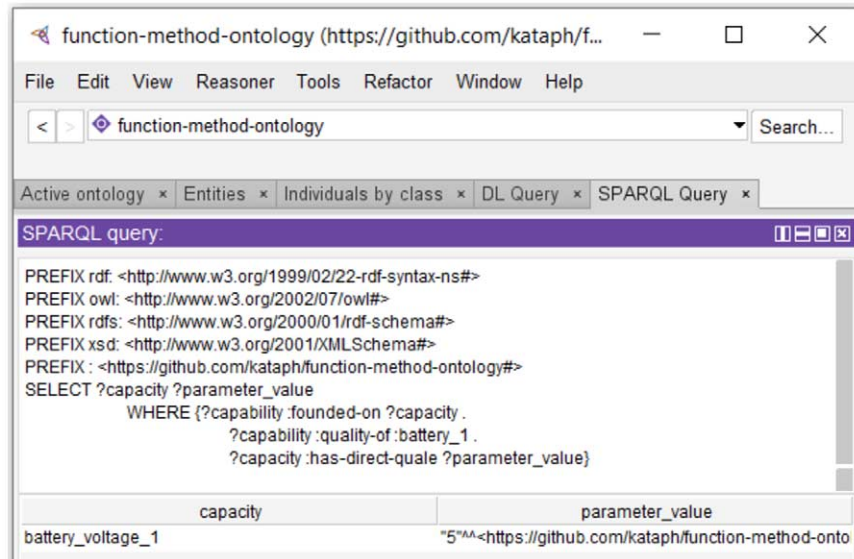 function-method-ontology (https://github.com/kataph/f...
File Edit View Reasoner Tools Refactor Window Help
< > function-method-ontology Search...
Active ontology × Entities × Individuals by class × DL Query × SPARQL Query ×
SPARQL query:
PREFIX rdf: <http://www.w3.org/1999/02/22-rdf-syntax-ns#>
PREFIX owl: <http://www.w3.org/2002/07/owl#>
PREFIX rdfs: <http://www.w3.org/2000/01/rdf-schema#>
PREFIX xsd: <http://www.w3.org/2001/XMLSchema#>
PREFIX : <https://github.com/kataph/function-method-ontology#>
SELECT ?capacity ?parameter_value
WHERE {?capability :founded-on ?capacity .
?capability :quality-of :battery_1 .
?capacity :has-direct-quale ?parameter_value}
capacity parameter_value
battery_voltage_1 "5"^^<https://github.com/kataph/function-method-onto